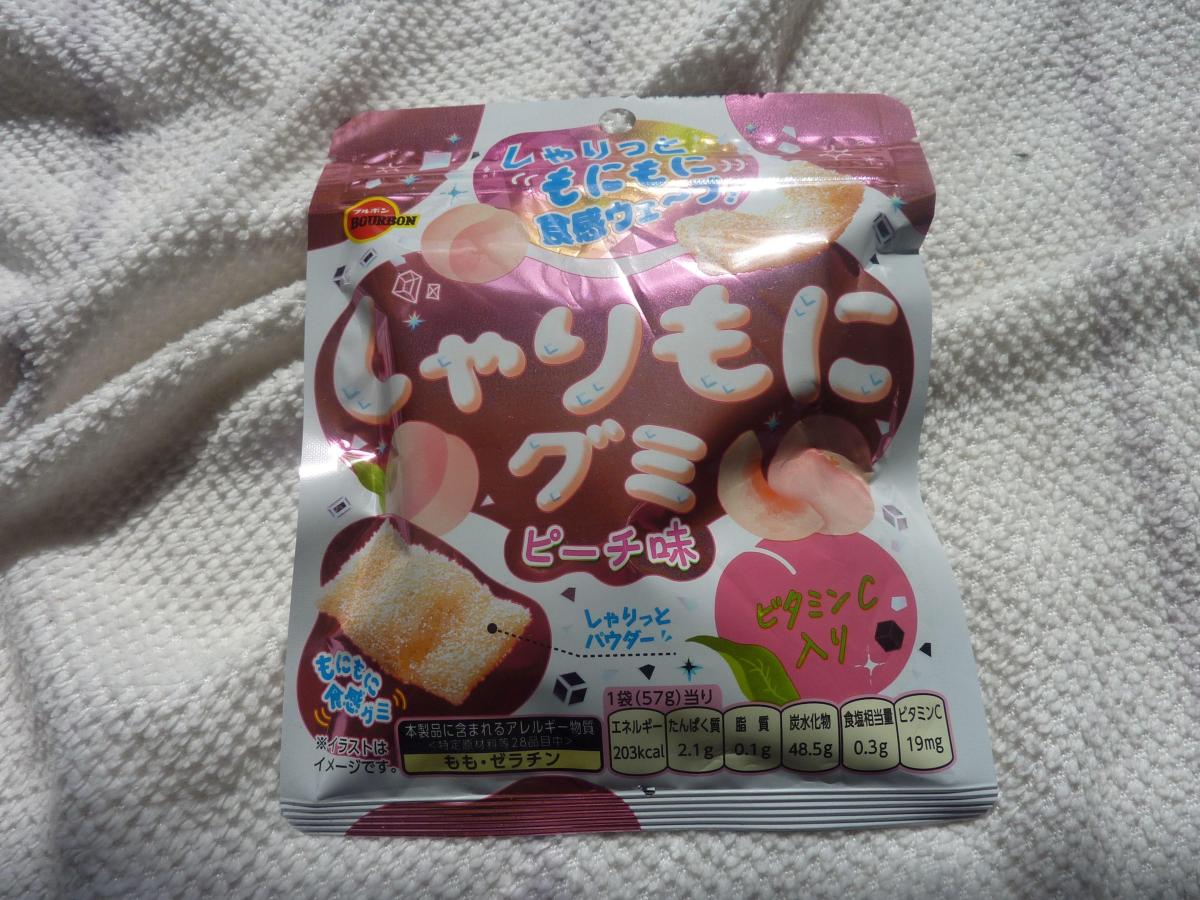 しゃりっと
もにもに
食感ウェ〜ブ!
ブルボン
BOURBON
しゃりもに
グミ
ピーチ味
しゃりっと
パウダー!
ビタミンC
入り
もにもに
食感グミ
※イラストは
イメージです。
本製品に含まれるアレルギー物質
<特定原材料等28品目中>
もも・ゼラチン
1袋(57g)当り
エネルギー たんぱく質 脂質 炭水化物 食塩相当量 ビタミンC
203kcal 2.1g 0.1g 48.5g 0.3g 19mg